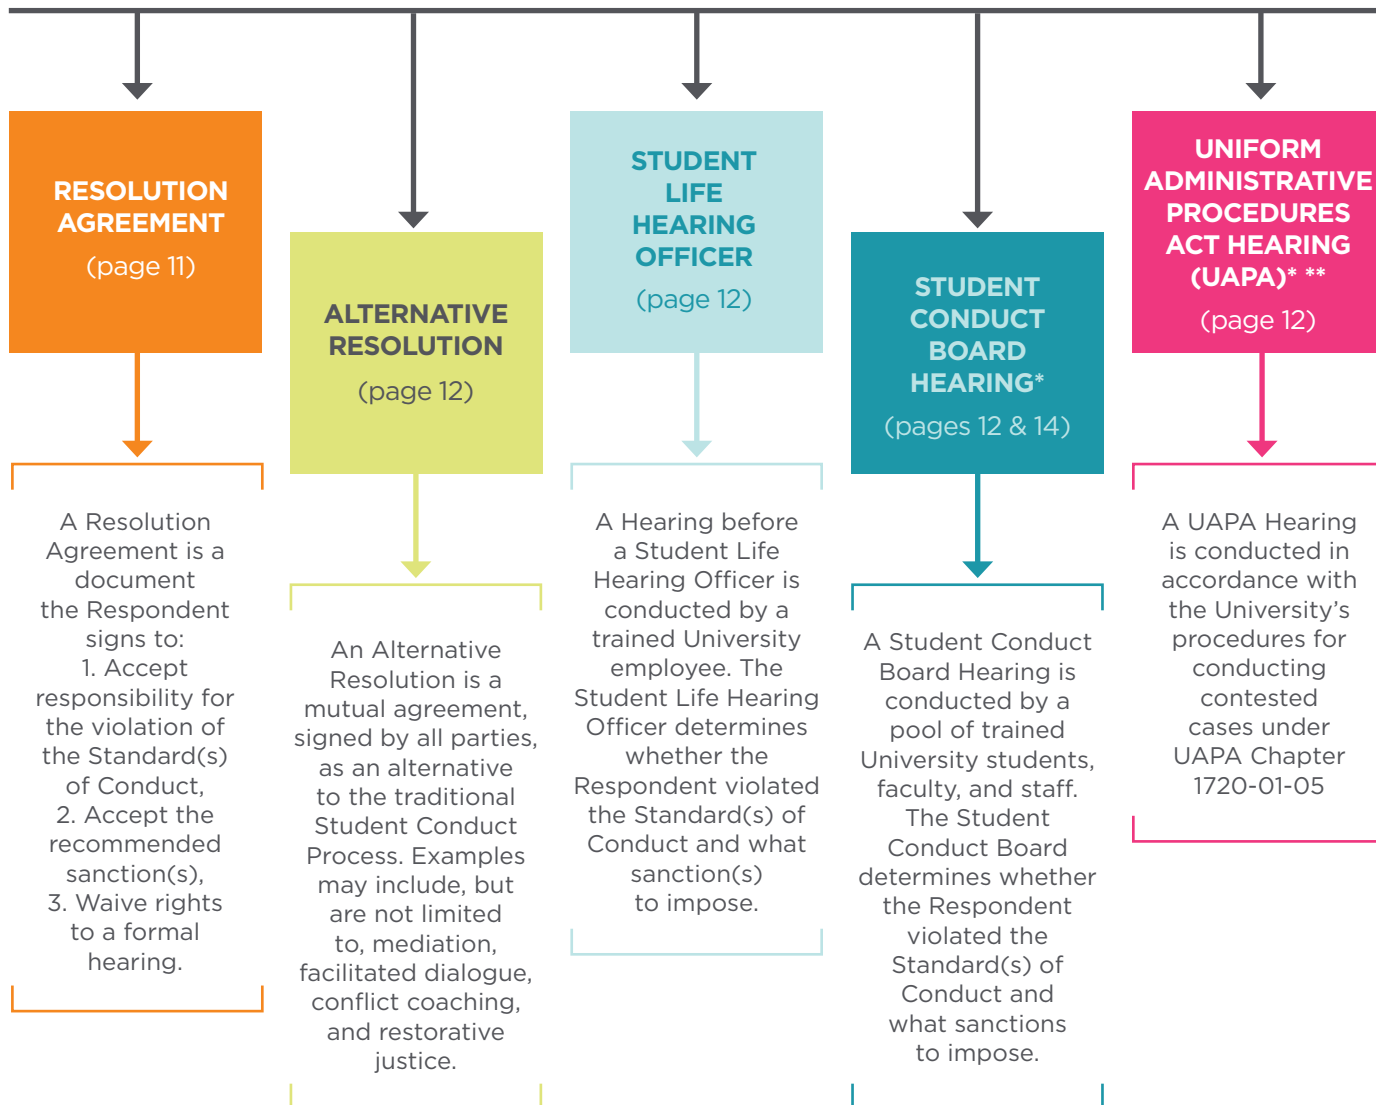 RESOLUTION
AGREEMENT
(page 11)
A Resolution
Agreement is a
document
the Respondent
signs to:
1. Accept
responsibility for
the violation of
the Standard(s)
of Conduct,
2. Accept the
recommended
sanction(s),
3. Waive rights
to a formal
hearing.
ALTERNATIVE
RESOLUTION
(page 12)
An Alternative
Resolution is a
mutual agreement,
signed by all parties,
as an alternative
to the traditional
Student Conduct
Process. Examples
may include, but
are not limited
to, mediation,
facilitated dialogue,
conflict coaching,
and restorative
justice.
STUDENT
LIFE
HEARING
OFFICER
(page 12)
A Hearing before
a Student Life
Hearing Officer is
conducted by a
trained University
employee. The
Student Life Hearing
Officer determines
whether the
Respondent violated
the Standard(s) of
Conduct and what
sanction(s)
to impose.
STUDENT
CONDUCT
BOARD
HEARING*
(pages 12 & 14)
A Student Conduct
Board Hearing is
conducted by a
pool of trained
University students,
faculty, and staff.
The Student
Conduct Board
determines whether
the Respondent
violated the
Standard(s) of
Conduct and
what sanctions
to impose.
UNIFORM
ADMINISTRATIVE
PROCEDURES
ACT HEARING
(UAPA)* **
(page 12)
A UAPA Hearing
is conducted in
accordance with
the University’s
procedures for
conducting
contested
cases under
UAPA Chapter
1720-01-05